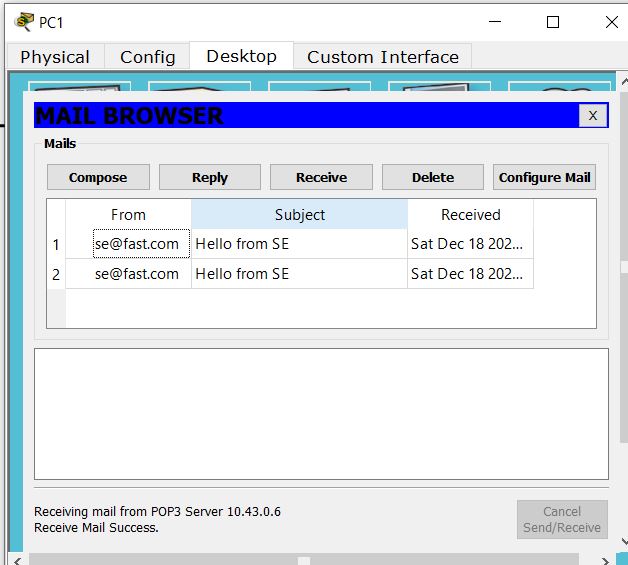 PC1
Physical Config Desktop Custom Interface
MAIL BROWSER X
Mails
Compose Reply Receive Delete Configure Mail
From Subject Received
1 se@fast.com Hello from SE Sat Dec 18 202...
2 se@fast.com Hello from SE Sat Dec 18 202...
Receiving mail from POP3 Server 10.43.0.6
Receive Mail Success.
Cancel
Send/Receive